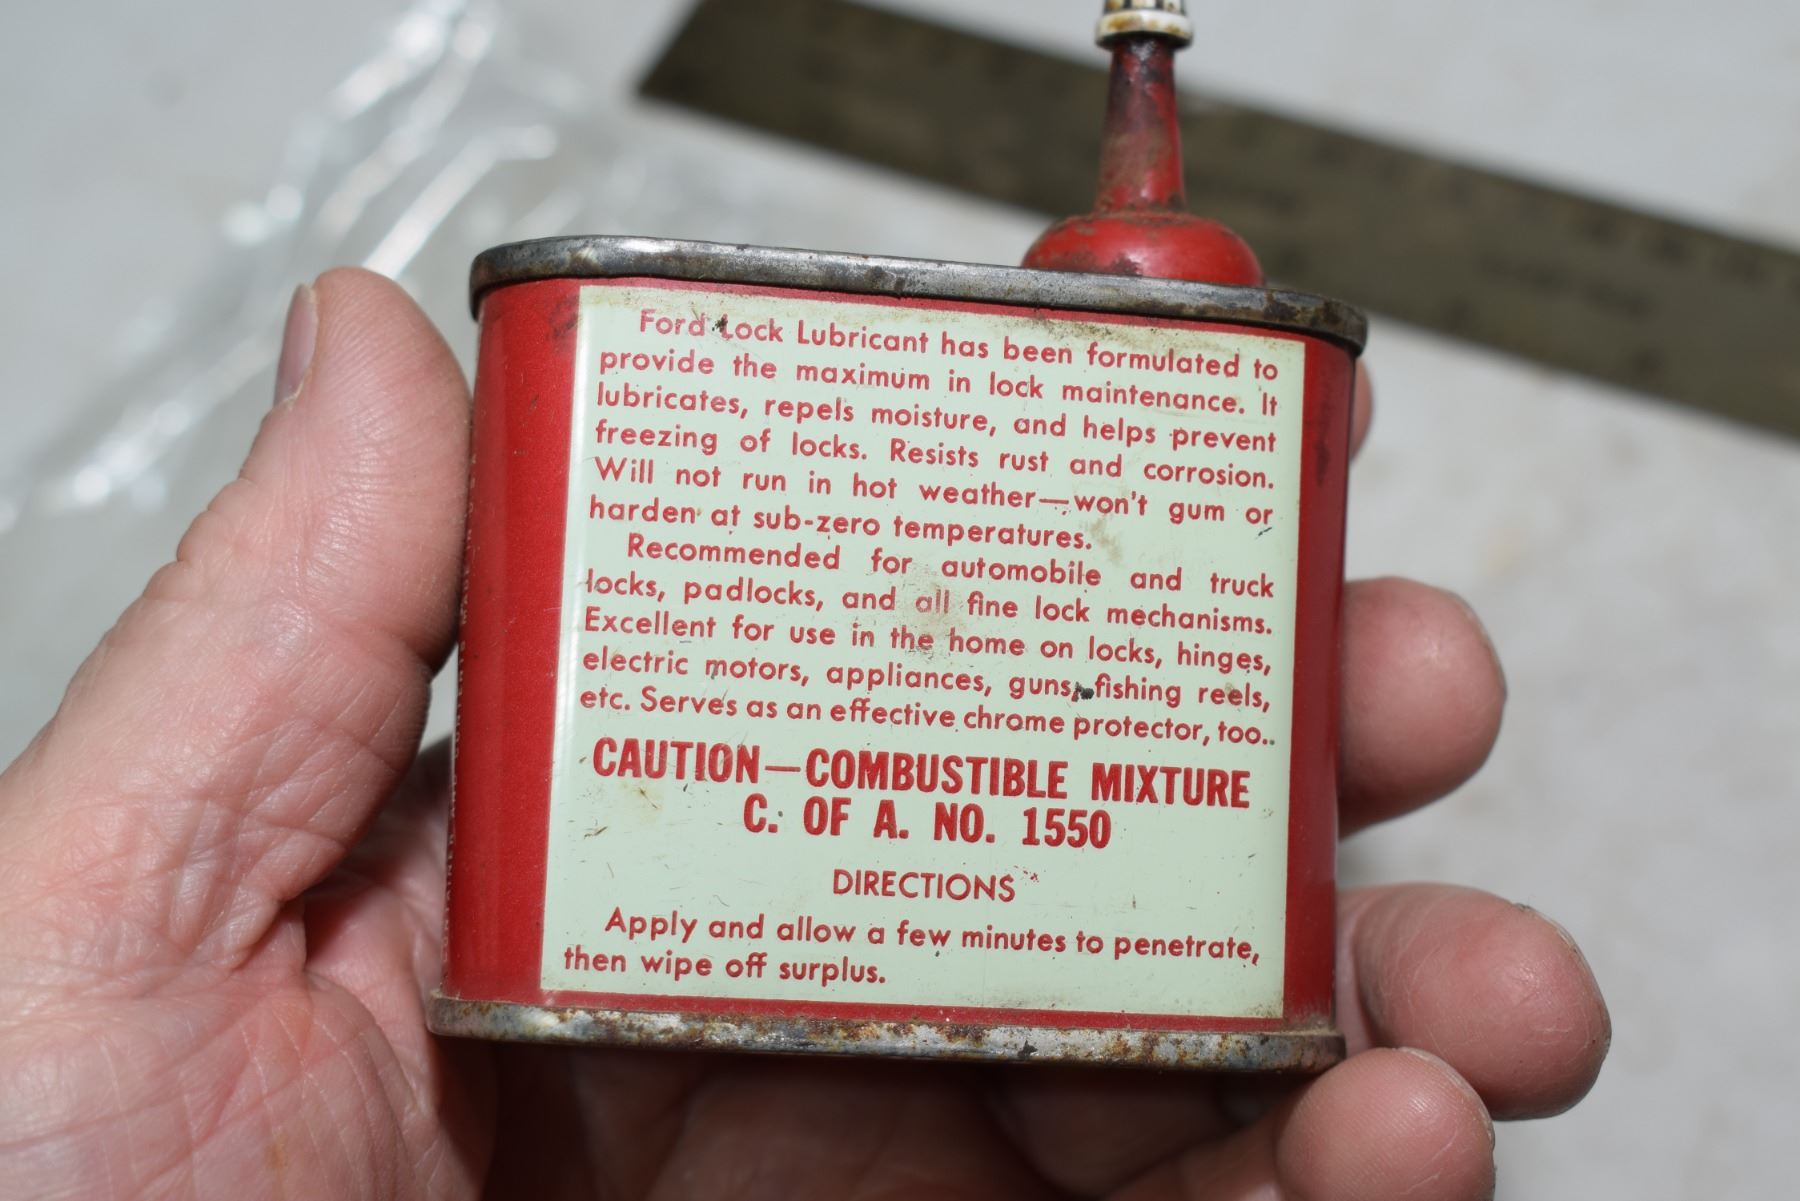 Ford Lock Lubricant has been formulated to
provide the maximum in lock maintenance. It
lubricates, repels moisture, and helps prevent
freezing of locks. Resists rust and corrosion.
Will not run in hot weather—won't gum or
harden at sub-zero temperatures.
Recommended for automobile and truck
locks, padlocks, and all fine lock mechanisms.
Excellent for use in the home on locks, hinges,
electric motors, appliances, guns, fishing reels,
etc. Serves as an effective chrome protector, too..
CAUTION—COMBUSTIBLE MIXTURE
C. OF A. NO. 1550
DIRECTIONS
Apply and allow a few minutes to penetrate,
then wipe off surplus.